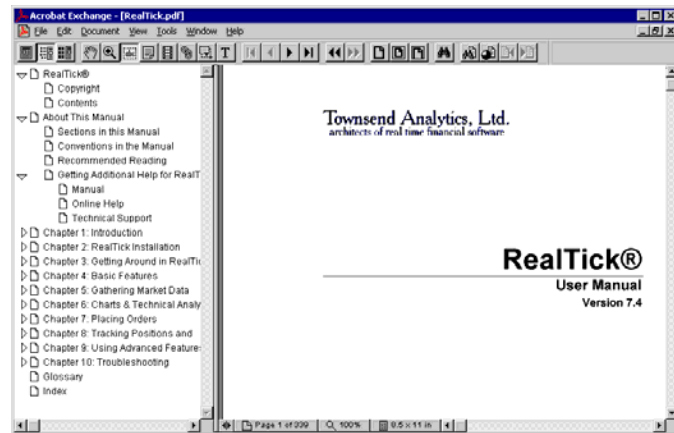 Acrobat Exchange - [RealTick.pdf]
File Edit Document View Tools Window Help
RealTick®
Copyright
Contents
About This Manual
Sections in this Manual
Conventions in the Manual
Recommended Reading
Getting Additional Help for RealT
Manual
Online Help
Technical Support
Chapter 1: Introduction
Chapter 2: RealTick Installation
Chapter 3: Getting Around in RealTi
Chapter 4: Basic Features
Chapter 5: Gathering Market Data
Chapter 6: Charts & Technical Analy
Chapter 7: Placing Orders
Chapter 8: Tracking Positions and
Chapter 9: Using Advanced Feature
Chapter 10: Troubleshooting
Glossary
Index
Townsend Analytics, Ltd.
architects of real time financial software
RealTick®
User Manual
Version 7.4
Page 1 of 339 100% 8.5 x 11 in